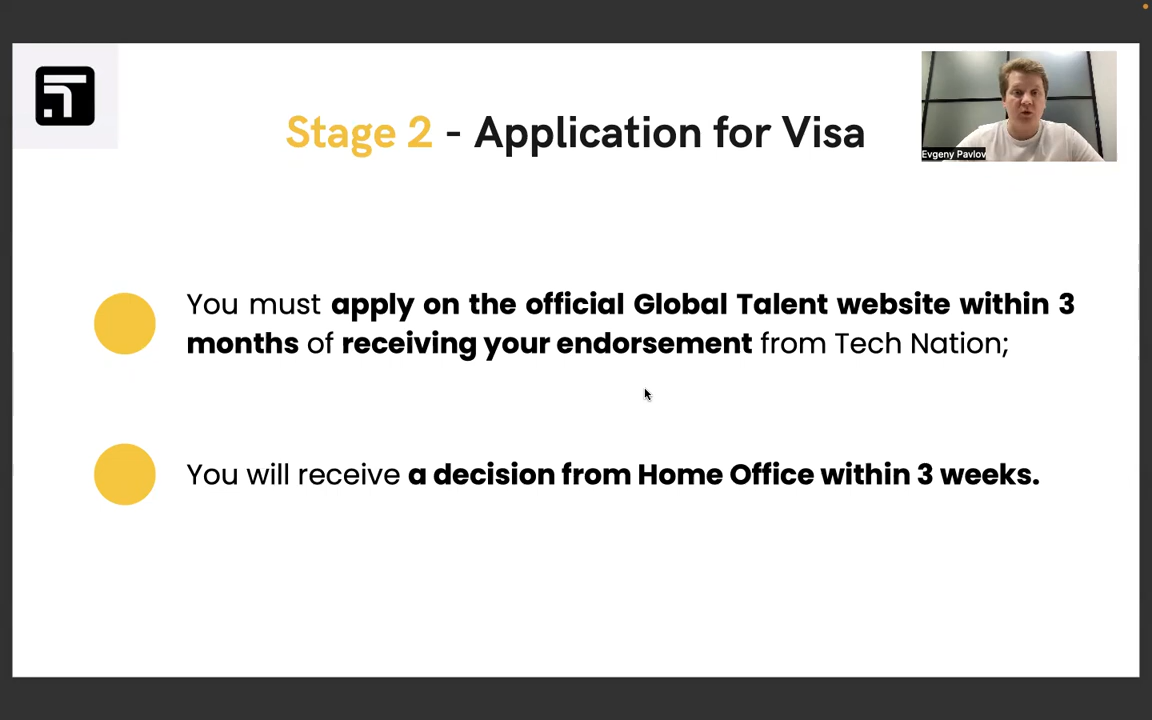 Stage 2 - Application for Visa
Evgeny Pavlov
You must apply on the official Global Talent website within 3
months of receiving your endorsement from Tech Nation;
You will receive a decision from Home Office within 3 weeks.